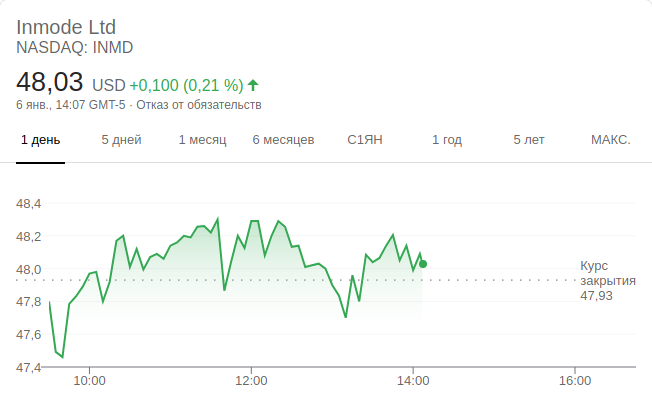 Inmode Ltd
NASDAQ: INMD
48,03 USD +0,100 (0,21 %)
6 янв., 14:07 GMT-5 · Отказ от обязательств
1 день 5 дней 1 месяц 6 месяцев С1ЯН 1 год 5 лет МАКС.
48,4
48,2
48,0
47,8
47,6
47,4
Курс
закрытия
47,93
10:00 12:00 14:00 16:00